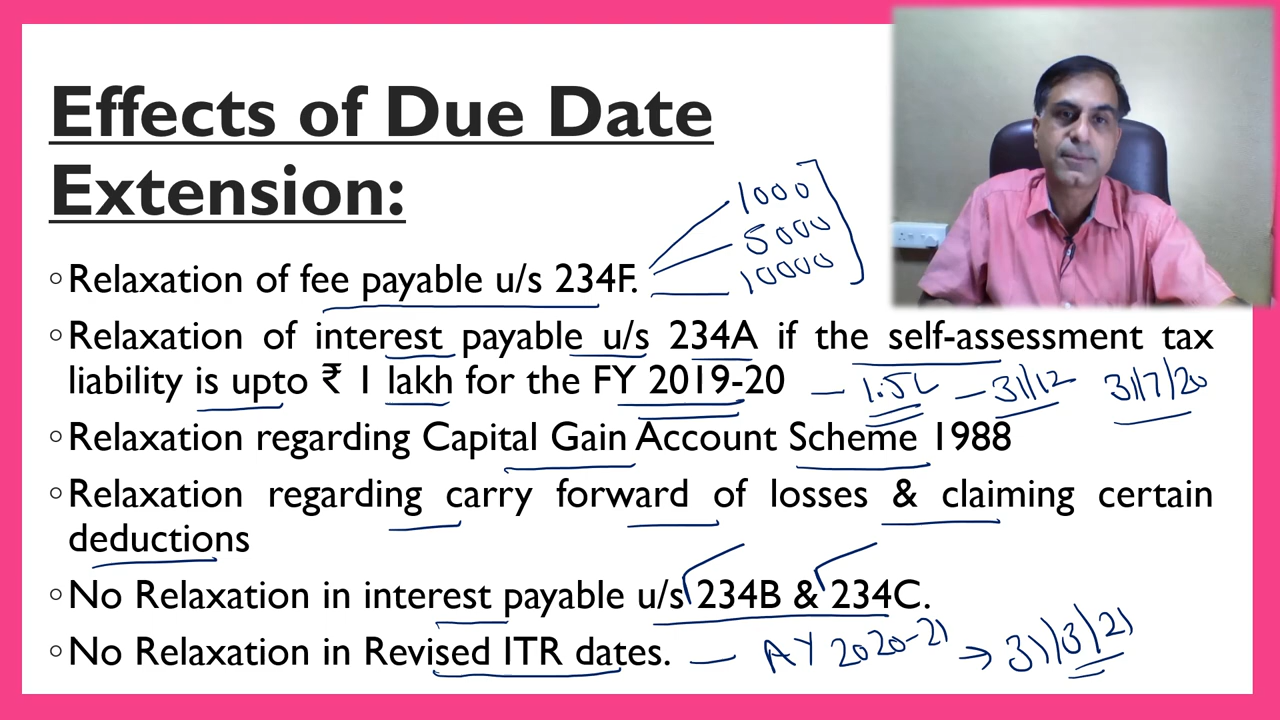 Effects of Due Date
Extension:
1000
5000
10000
◦Relaxation of fee payable u/s 234F.
◦Relaxation of interest payable u/s 234A if the self-assessment tax
liability is upto ₹ 1 lakh for the FY 2019-20 – 1.5L – 31/12 31/7/20
◦Relaxation regarding Capital Gain Account Scheme 1988
◦Relaxation regarding carry forward of losses & claiming certain
deductions
◦No Relaxation in interest payable u/s 234B & 234C.
◦No Relaxation in Revised ITR dates. – AY 2020-21 → 31/3/21